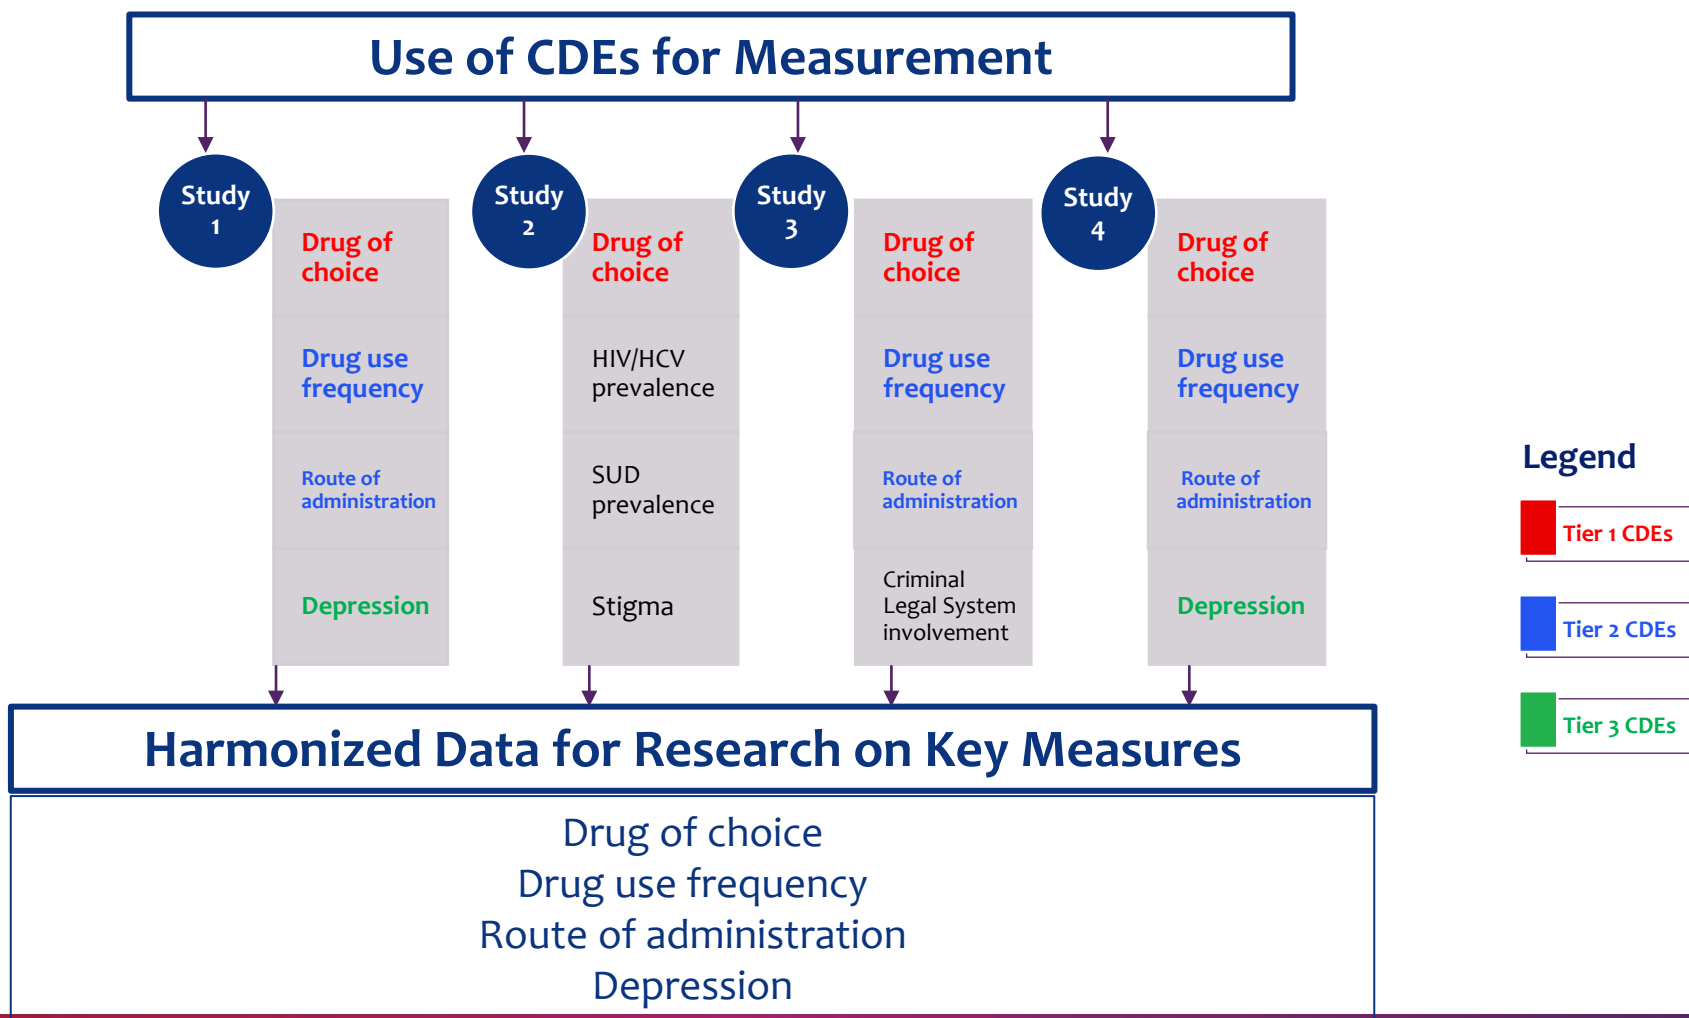 Use of CDEs for Measurement
Study
1
Drug of
choice
Drug use
frequency
Route of
administration
Depression
Study
2
Drug of
choice
HIV/HCV
prevalence
SUD
prevalence
Stigma
Study
3
Drug of
choice
Drug use
frequency
Route of
administration
Criminal
Legal System
involvement
Study
4
Drug of
choice
Drug use
frequency
Route of
administration
Depression
Legend
Tier 1 CDEs
Tier 2 CDEs
Tier 3 CDEs
Harmonized Data for Research on Key Measures
Drug of choice
Drug use frequency
Route of administration
Depression